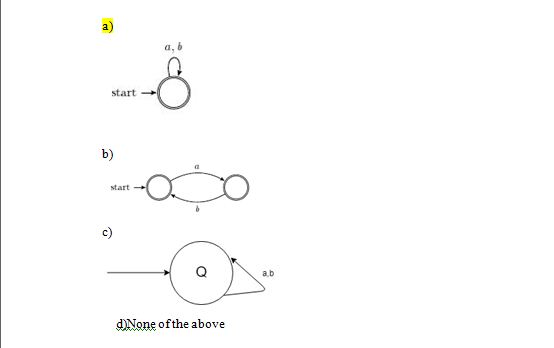 a)
a, b
start
b)
a
start
b
c)
Q
a,b
d)None of the above